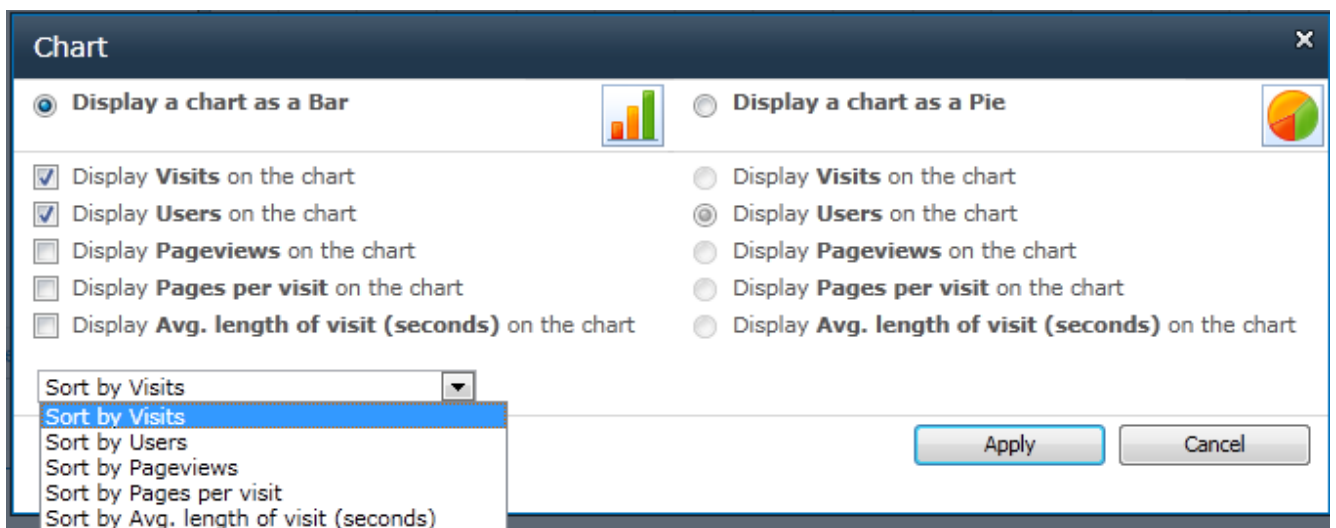 Chart
Display a chart as a Bar
Display a chart as a Pie
Display Visits on the chart
Display Users on the chart
Display Pageviews on the chart
Display Pages per visit on the chart
Display Avg. length of visit (seconds) on the chart
Display Visits on the chart
Display Users on the chart
Display Pageviews on the chart
Display Pages per visit on the chart
Display Avg. length of visit (seconds) on the chart
Sort by Visits
Sort by Visits
Sort by Users
Sort by Pageviews
Sort by Pages per visit
Sort by Avg. length of visit (seconds)
Apply
Cancel